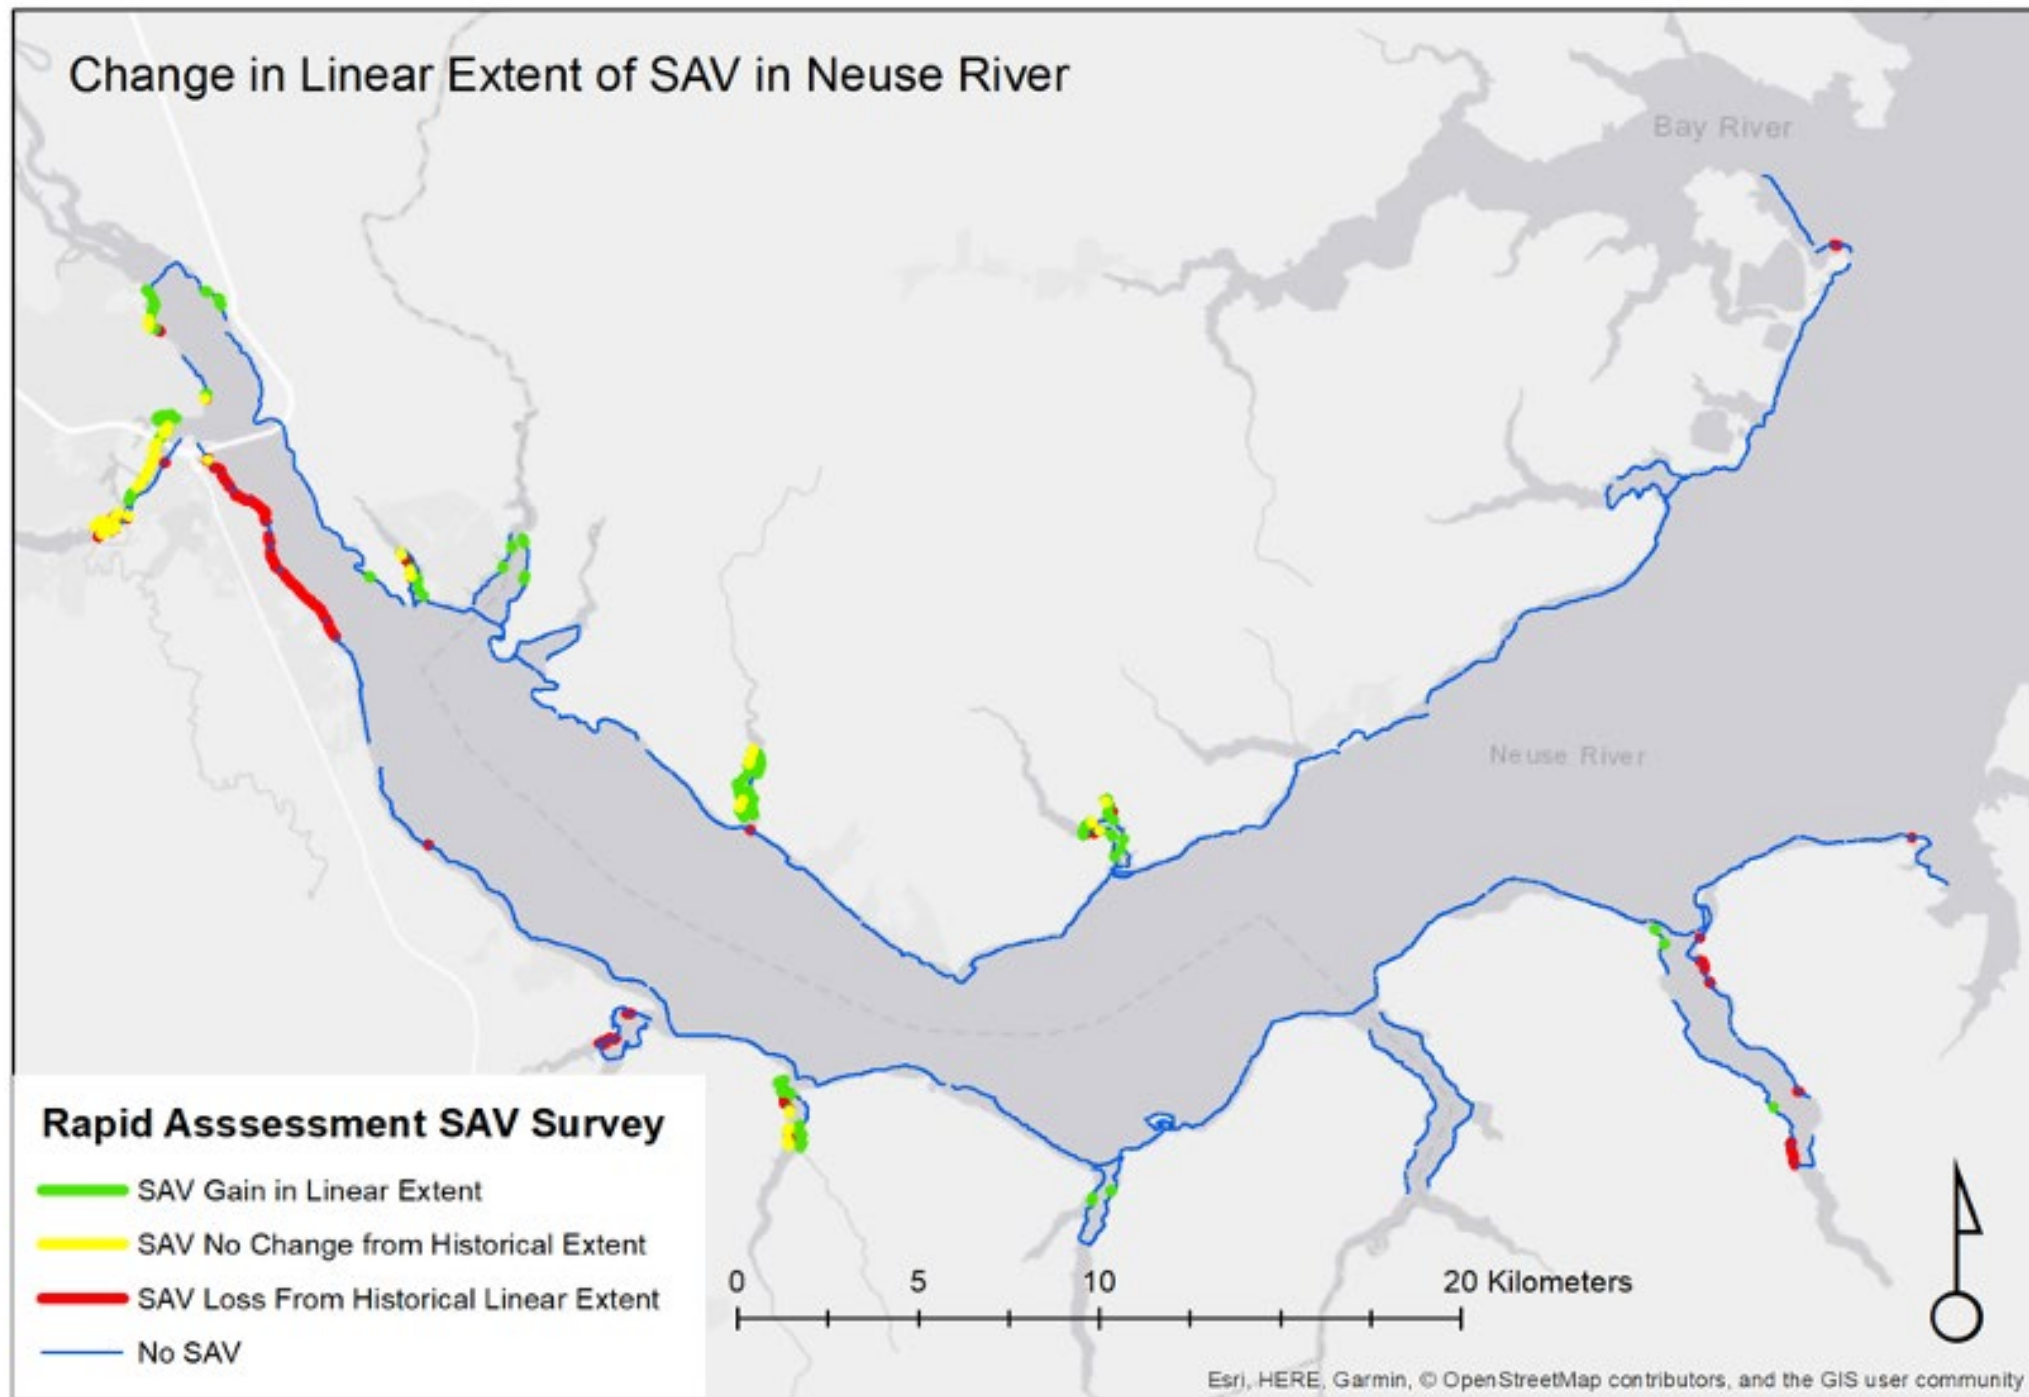 Change in Linear Extent of SAV in Neuse River
Bay River
Neuse River
Rapid Asssessment SAV Survey
SAV Gain in Linear Extent
SAV No Change from Historical Extent
SAV Loss From Historical Linear Extent
No SAV
0 5 10 20 Kilometers
Esri, HERE, Garmin, © OpenStreetMap contributors, and the GIS user community